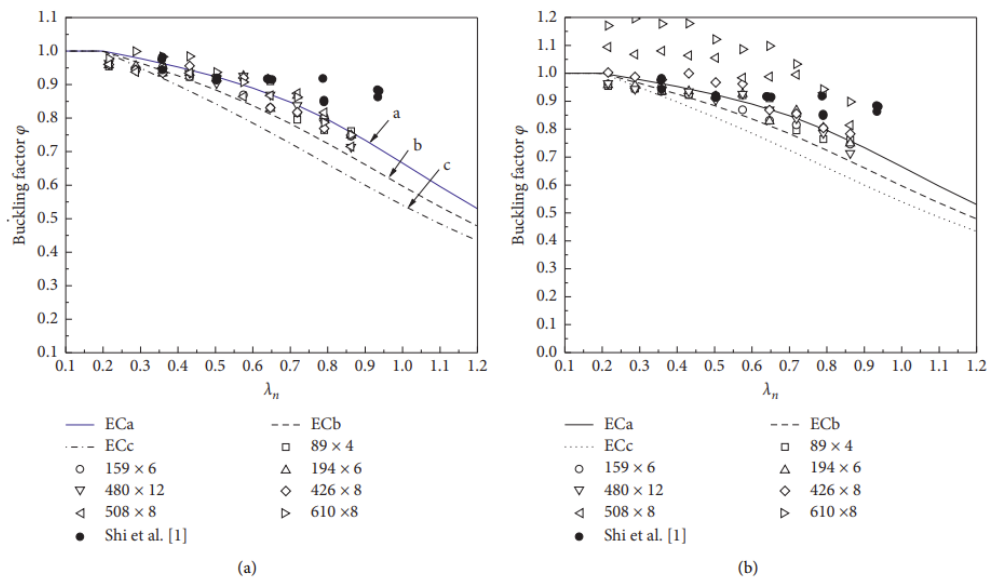 1.1
1.0
0.9
0.8
0.7
0.6
0.5
0.4
0.3
0.2
0.1
Buckling factor φ
a
b
c
0.1 0.2 0.3 0.4 0.5 0.6 0.7 0.8 0.9 1.0 1.1 1.2
λn
ECa
ECb
ECc
89 × 4
159 × 6
194 × 6
480 × 12
426 × 8
508 × 8
610 ×8
Shi et al. [1]
(a)
1.2
1.1
1.0
0.9
0.8
0.7
0.6
0.5
0.4
0.3
0.2
0.1
0.0
Buckling factor φ
0.1 0.2 0.3 0.4 0.5 0.6 0.7 0.8 0.9 1.0 1.1 1.2
λn
ECa
ECb
ECc
89 × 4
159 × 6
194 × 6
480 × 12
426 × 8
508 × 8
610 ×8
Shi et al. [1]
(b)